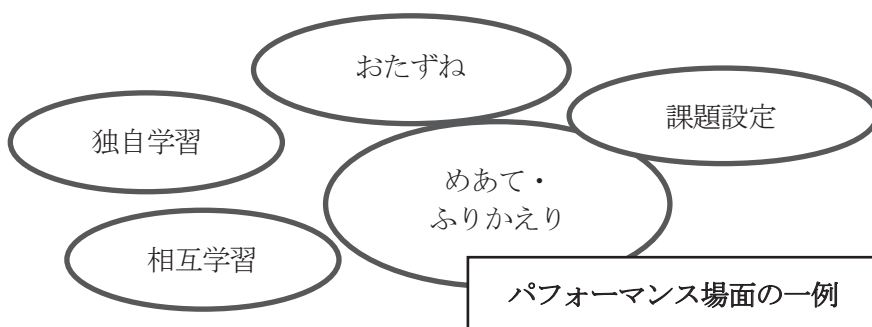 おたずね
課題設定
独自学習
めあて・
ふりかえり
相互学習
パフォーマンス場面の一例